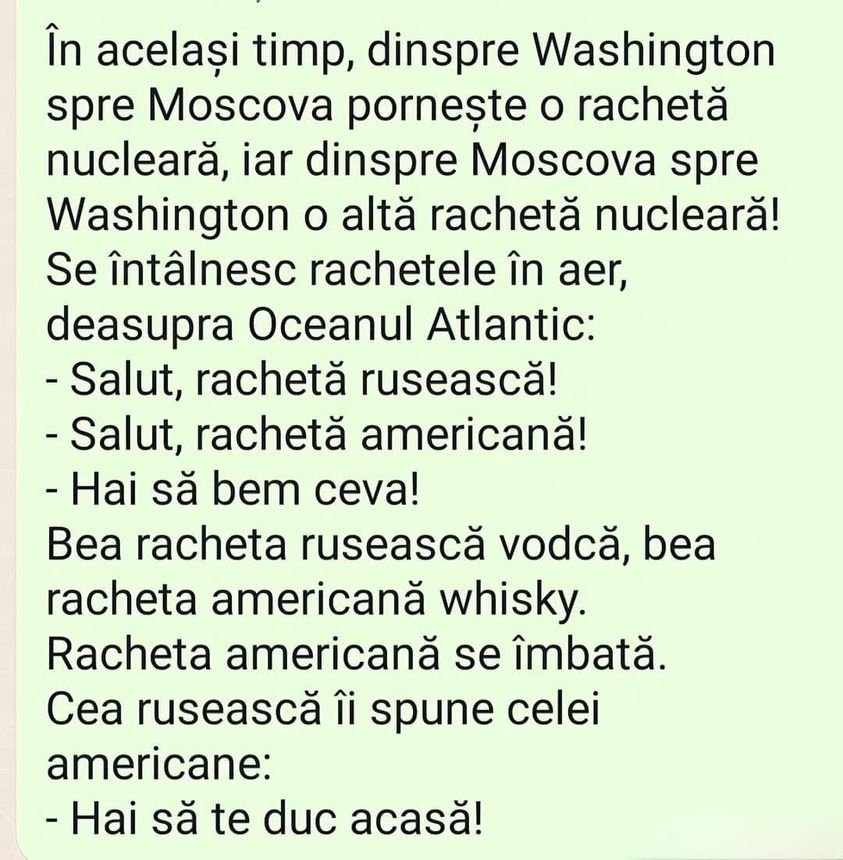 În același timp, dinspre Washington
spre Moscova pornește o rachetă
nucleară, iar dinspre Moscova spre
Washington o altă rachetă nucleară!
Se întâlnesc rachetele în aer,
deasupra Oceanul Atlantic:
- Salut, rachetă rusească!
- Salut, rachetă americană!
- Hai să bem ceva!
Bea racheta rusească vodcă, bea
racheta americană whisky.
Racheta americană se îmbată.
Cea rusească îi spune celei
americane:
- Hai să te duc acasă!